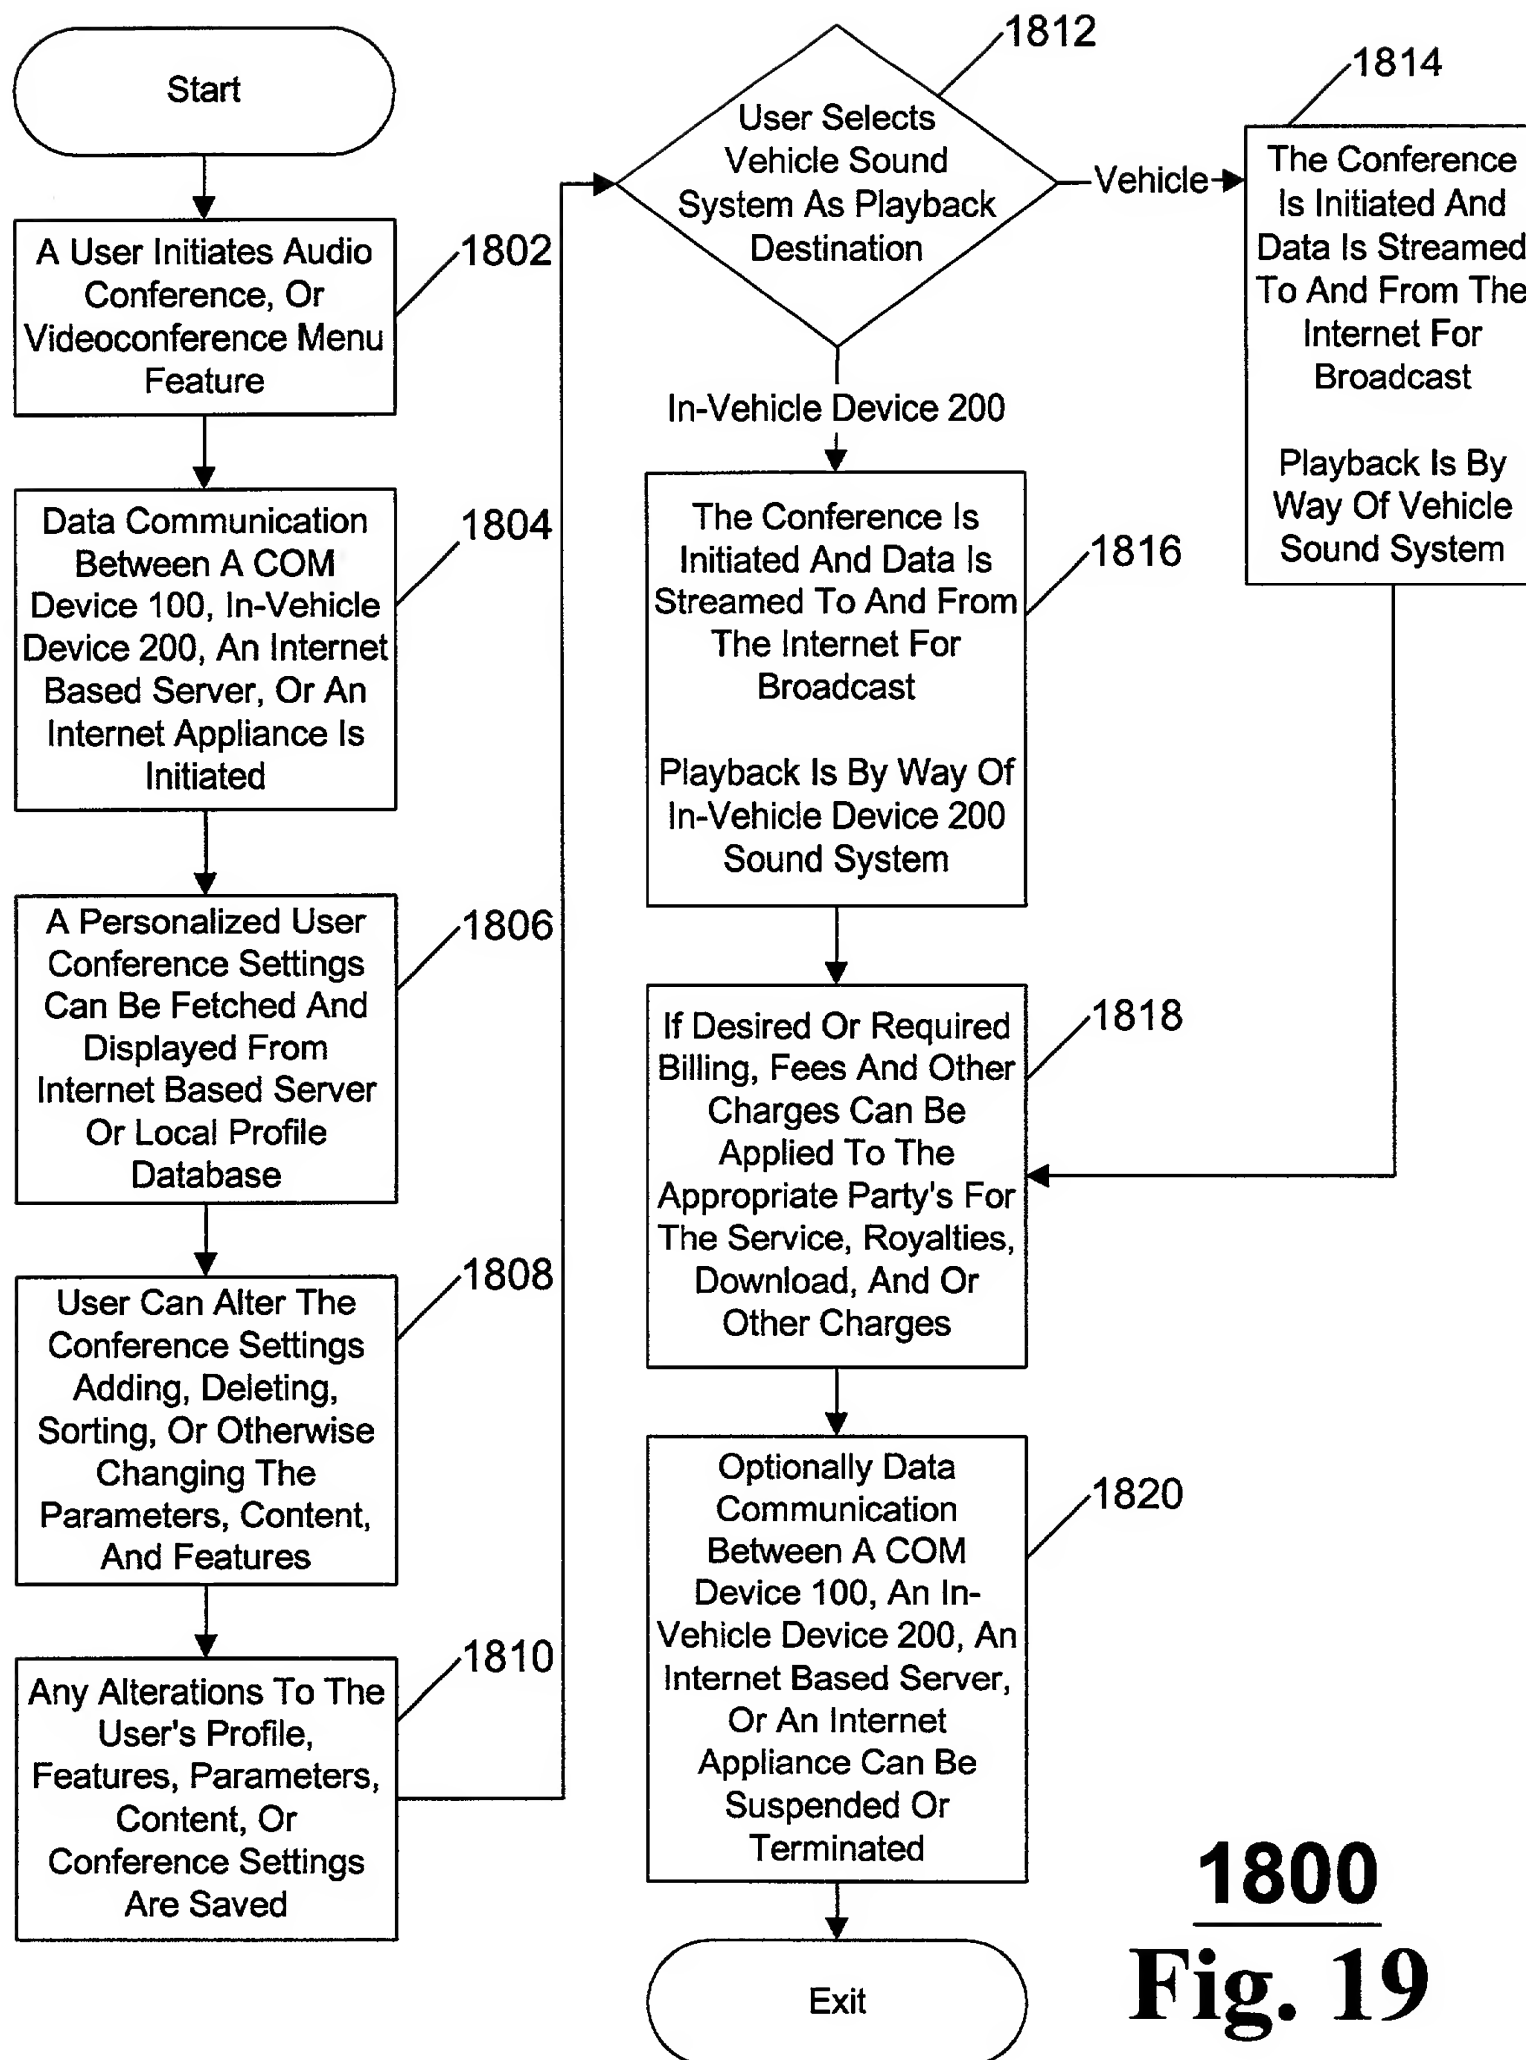 Start
A User Initiates Audio
Conference, Or
Videoconference Menu
Feature
1802
Data Communication
Between A COM
Device 100, In-Vehicle
Device 200, An Internet
Based Server, Or An
Internet Appliance Is
Initiated
1804
A Personalized User
Conference Settings
Can Be Fetched And
Displayed From
Internet Based Server
Or Local Profile
Database
1806
User Can Alter The
Conference Settings
Adding, Deleting,
Sorting, Or Otherwise
Changing The
Parameters, Content,
And Features
1808
Any Alterations To The
User's Profile,
Features, Parameters,
Content, Or
Conference Settings
Are Saved
1810
User Selects
Vehicle Sound
System As Playback
Destination
1812
Vehicle
The Conference
Is Initiated And
Data Is Streamed
To And From The
Internet For
Broadcast
Playback Is By
Way Of Vehicle
Sound System
1814
In-Vehicle Device 200
The Conference Is
Initiated And Data Is
Streamed To And From
The Internet For
Broadcast
Playback Is By Way Of
In-Vehicle Device 200
Sound System
1816
If Desired Or Required
Billing, Fees And Other
Charges Can Be
Applied To The
Appropriate Party's For
The Service, Royalties,
Download, And Or
Other Charges
1818
Optionally Data
Communication
Between A COM
Device 100, An In-
Vehicle Device 200, An
Internet Based Server,
Or An Internet
Appliance Can Be
Suspended Or
Terminated
1820
Exit
1800
Fig. 19